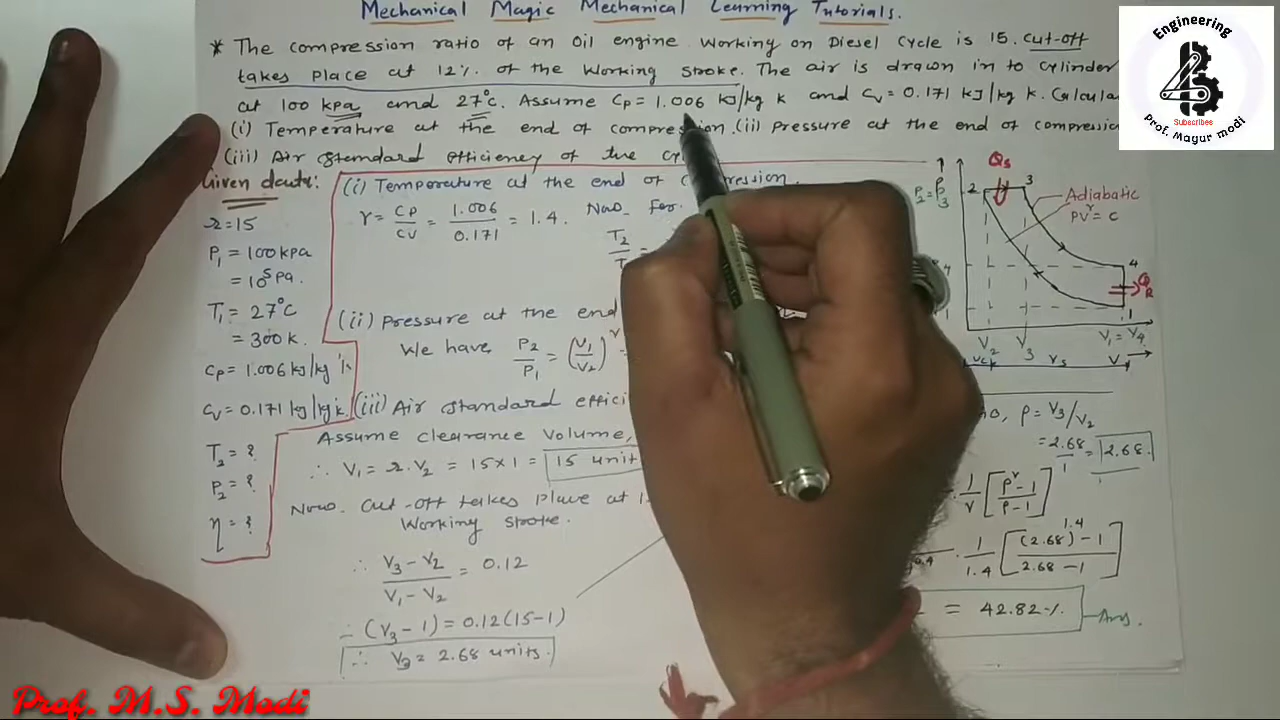 Mechanical Magic Mechanical Learning Tutorials.
* The compression ratio of an oil engine working on Diesel cycle is 15. Cut-off
takes place at 12% of the working stroke. The air is drawn in to cylinder
at 100 kpa and 27°C. Assume Cp = 1.006 kJ/kg k and Cv = 0.171 kJ/kg k.
(i) Temperature at the end of compression. (ii) Pressure at the end of
(iii) Air standard efficiency of the
Given data:
r = 15
P1 = 100 kpa
= 10^5 pa.
T1 = 27°C
= 300 k.
Cp = 1.006 kJ/kg k
Cv = 0.171 kJ/kg k.
T2 = ?
P2 = ?
η = ?
(i) Temperature at the end of
γ = Cp/Cv = 1.006/0.171 = 1.4. Now for
T2
(ii) Pressure at the end
We have P2/P1 = (V1/V2)^γ
(iii) Air standard
Assume clearance volume,
∴ V1 = r.V2 = 15 × 1 = 15
Now. Cut-off takes place at
Working stroke.
∴ V3 - V2 / V1 - V2 = 0.12
∴ (V3 - 1) = 0.12 (15 - 1)
∴ V3 = 2.68 units.
Qs
2
3
Adiabatic
PV^γ = C
4
QR
1
V2
V3
V1 = V4
Vs
ρ = V3/V2
= 2.68/1 = 2.68.
1/γ [ρ^γ - 1 / ρ - 1]
1/1.4 [(2.68)^1.4 - 1 / 2.68 - 1]
= 42.82 % Ans.
Engineering
Subscribes
Prof. Mayur modi
Prof. M.S. Modi